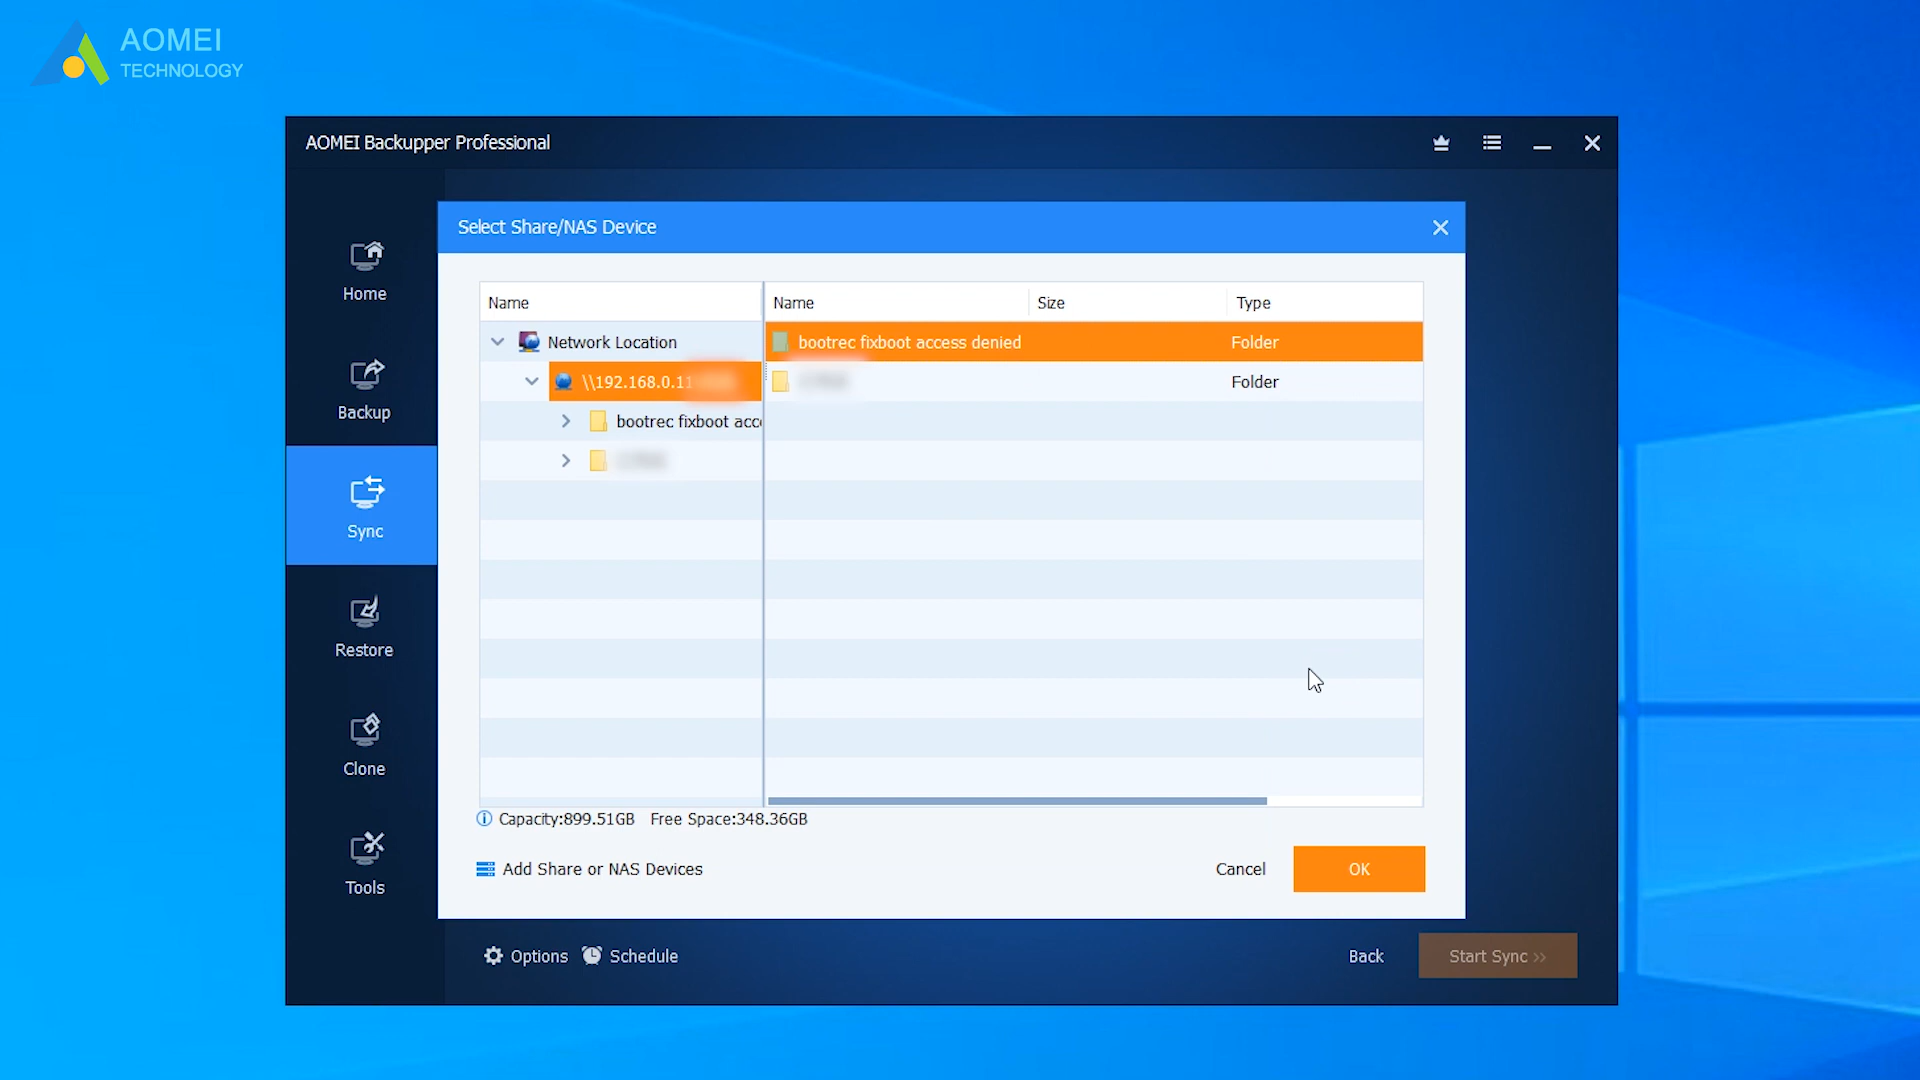 AOMEI
TECHNOLOGY
AOMEI Backupper Professional
Select Share/NAS Device
Home
Backup
Sync
Restore
Clone
Tools
Name
Name Size Type
Network Location
bootrec fixboot access denied Folder
\\192.168.0.11
Folder
bootrec fixboot acc
Capacity:899.51GB Free Space:348.36GB
Add Share or NAS Devices
Cancel
OK
Options
Schedule
Back
Start Sync >>